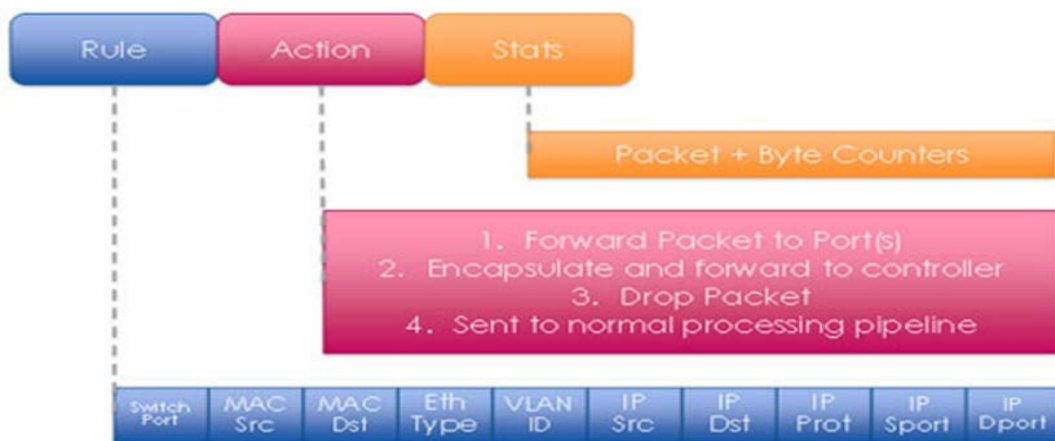 Rule Action Stats
Packet + Byte Counters
1. Forward Packet to Port(s)
2. Encapsulate and forward to controller
3. Drop Packet
4. Sent to normal processing pipeline
Switch Port
MAC Src
MAC Dst
Eth Type
VLAN ID
IP Src
IP Dst
IP Prot
IP Sport
IP Dport